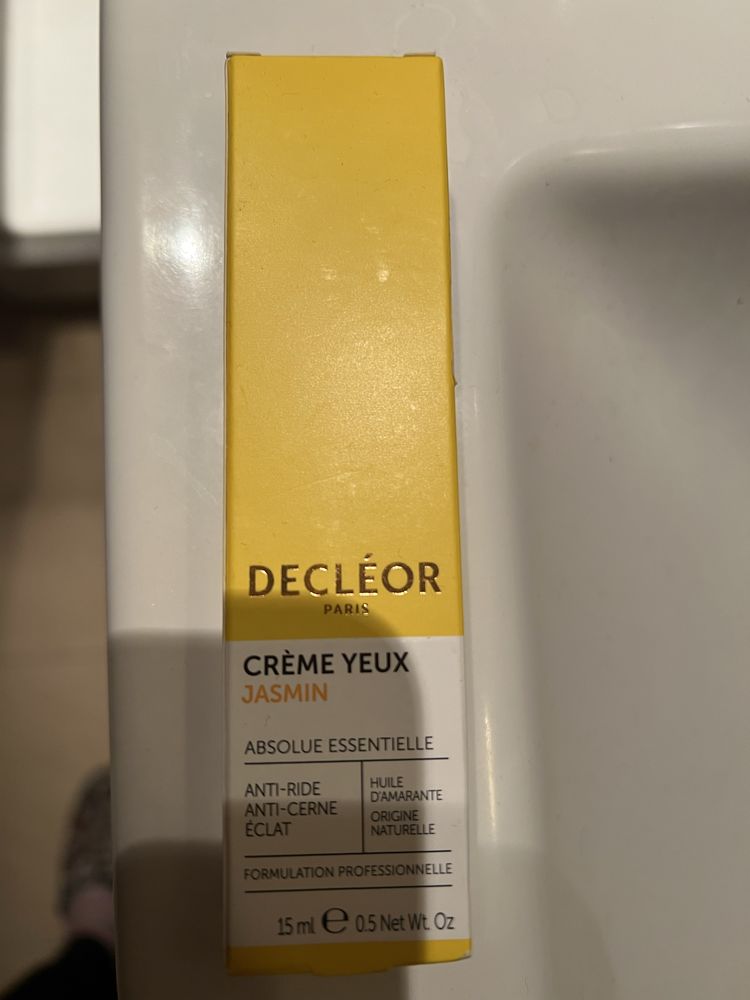 DECLÉOR
PARIS
CRÈME YEUX
JASMIN
ABSOLUE ESSENTIELLE
ANTI-RIDE
ANTI-CERNE
ÉCLAT
HUILE
D'AMARANTE
ORIGINE
NATURELLE
FORMULATION PROFESSIONNELLE
15 ml ℮ 0.5 Net Wt. Oz